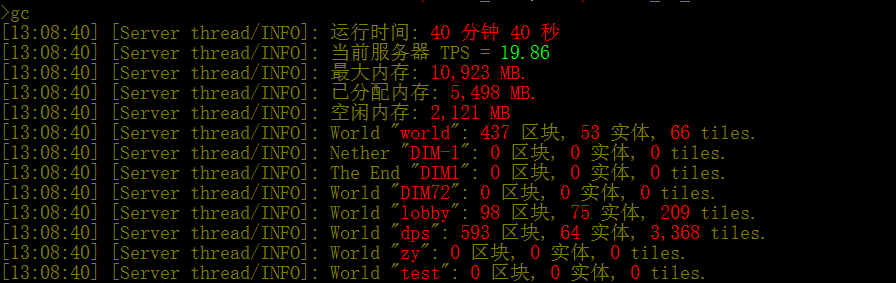 >gc
[13:08:40] [Server thread/INFO]: 运行时间: 40 分钟 40 秒
[13:08:40] [Server thread/INFO]: 当前服务器 TPS = 19.86
[13:08:40] [Server thread/INFO]: 最大内存: 10,923 MB.
[13:08:40] [Server thread/INFO]: 已分配内存: 5,498 MB.
[13:08:40] [Server thread/INFO]: 空闲内存: 2,121 MB
[13:08:40] [Server thread/INFO]: World "world": 437 区块, 53 实体, 66 tiles.
[13:08:40] [Server thread/INFO]: Nether "DIM-1": 0 区块, 0 实体, 0 tiles.
[13:08:40] [Server thread/INFO]: The End "DIM1": 0 区块, 0 实体, 0 tiles.
[13:08:40] [Server thread/INFO]: World "DIM72": 0 区块, 0 实体, 0 tiles.
[13:08:40] [Server thread/INFO]: World "lobby": 98 区块, 75 实体, 209 tiles.
[13:08:40] [Server thread/INFO]: World "dps": 593 区块, 64 实体, 3,368 tiles.
[13:08:40] [Server thread/INFO]: World "zy": 0 区块, 0 实体, 0 tiles.
[13:08:40] [Server thread/INFO]: World "test": 0 区块, 0 实体, 0 tiles.